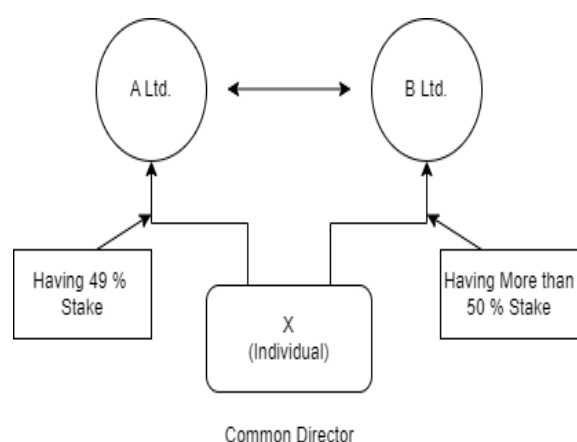 A Ltd.
B Ltd.
Having 49 %
Stake
Having More than
50 % Stake
X
(Individual)
Common Director